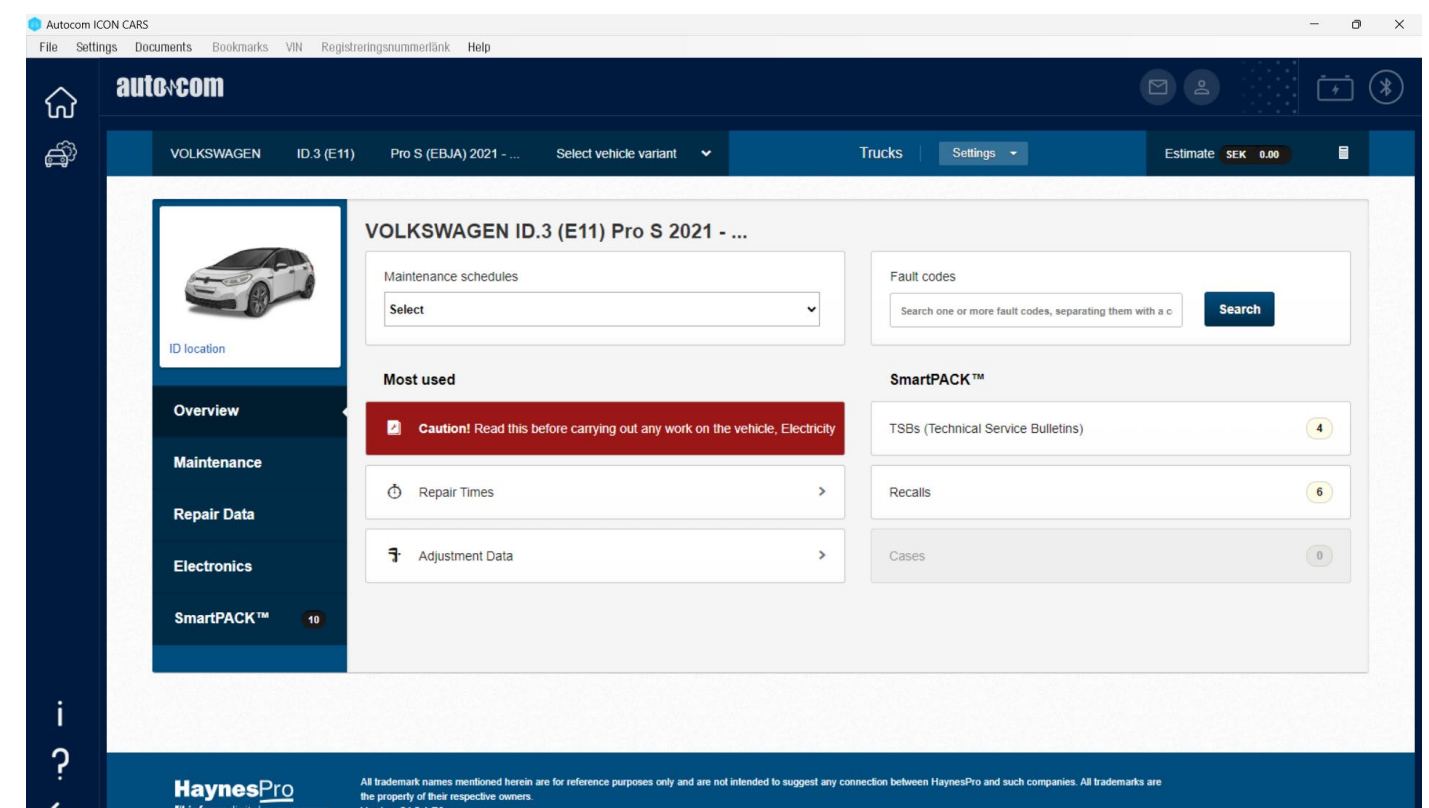 Autocom ICON CARS
File Settings Documents Bookmarks VIN Registreringsnummerlänk Help
autocom
VOLKSWAGEN ID.3 (E11) Pro S (EBJA) 2021 - ... Select vehicle variant Trucks Settings Estimate SEK 0.00
VOLKSWAGEN ID.3 (E11) Pro S 2021 - ...
Maintenance schedules
Select
Fault codes
Search one or more fault codes, separating them with a c
Search
ID location
Overview
Maintenance
Repair Data
Electronics
SmartPACK™ 10
Most used
Caution! Read this before carrying out any work on the vehicle, Electricity
Repair Times
Adjustment Data
SmartPACK™
TSBs (Technical Service Bulletins) 4
Recalls 6
Cases 0
i
?
HaynesPro
All trademark names mentioned herein are for reference purposes only and are not intended to suggest any connection between HaynesPro and such companies. All trademarks are
the property of their respective owners.